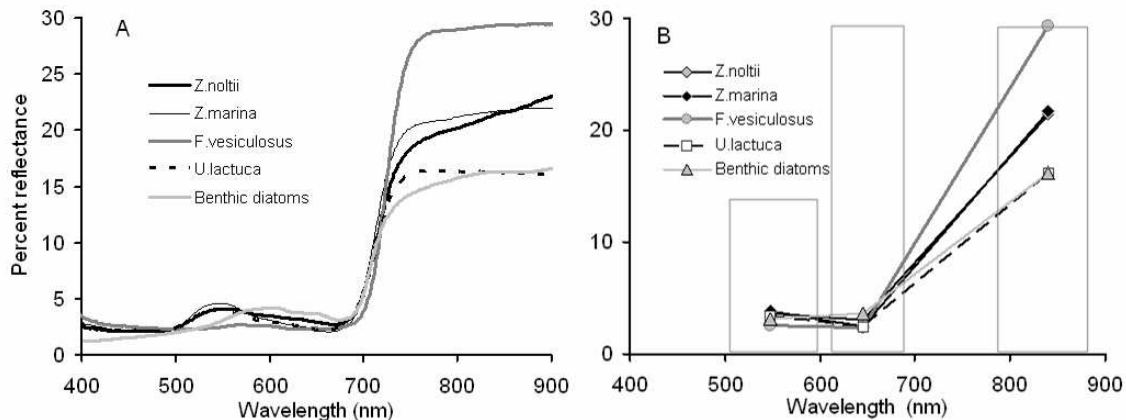 A
Percent reflectance
30
25
20
15
10
5
0
Z.noltii
Z.marina
F.vesiculosus
U.lactuca
Benthic diatoms
400 500 600 700 800 900
Wavelength (nm)
B
30
20
10
0
Z.noltii
Z.marina
F.vesiculosus
U.lactuca
Benthic diatoms
400 500 600 700 800 900
Wavelength (nm)